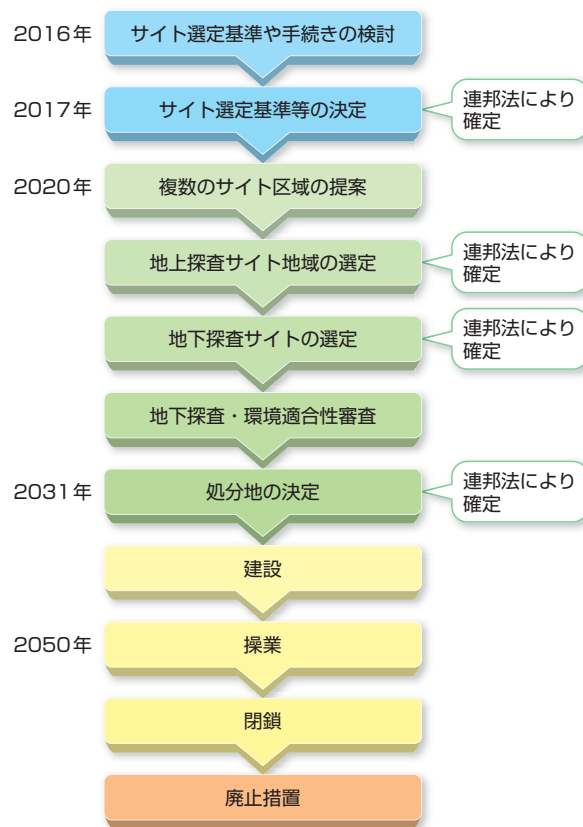 2016年 サイト選定基準や手続きの検討
2017年 サイト選定基準等の決定
連邦法により
確定
2020年 複数のサイト区域の提案
地上探査サイト地域の選定
連邦法により
確定
地下探査サイトの選定
連邦法により
確定
地下探査・環境適合性審査
2031年 処分地の決定
連邦法により
確定
建設
2050年 操業
閉鎖
廃止措置